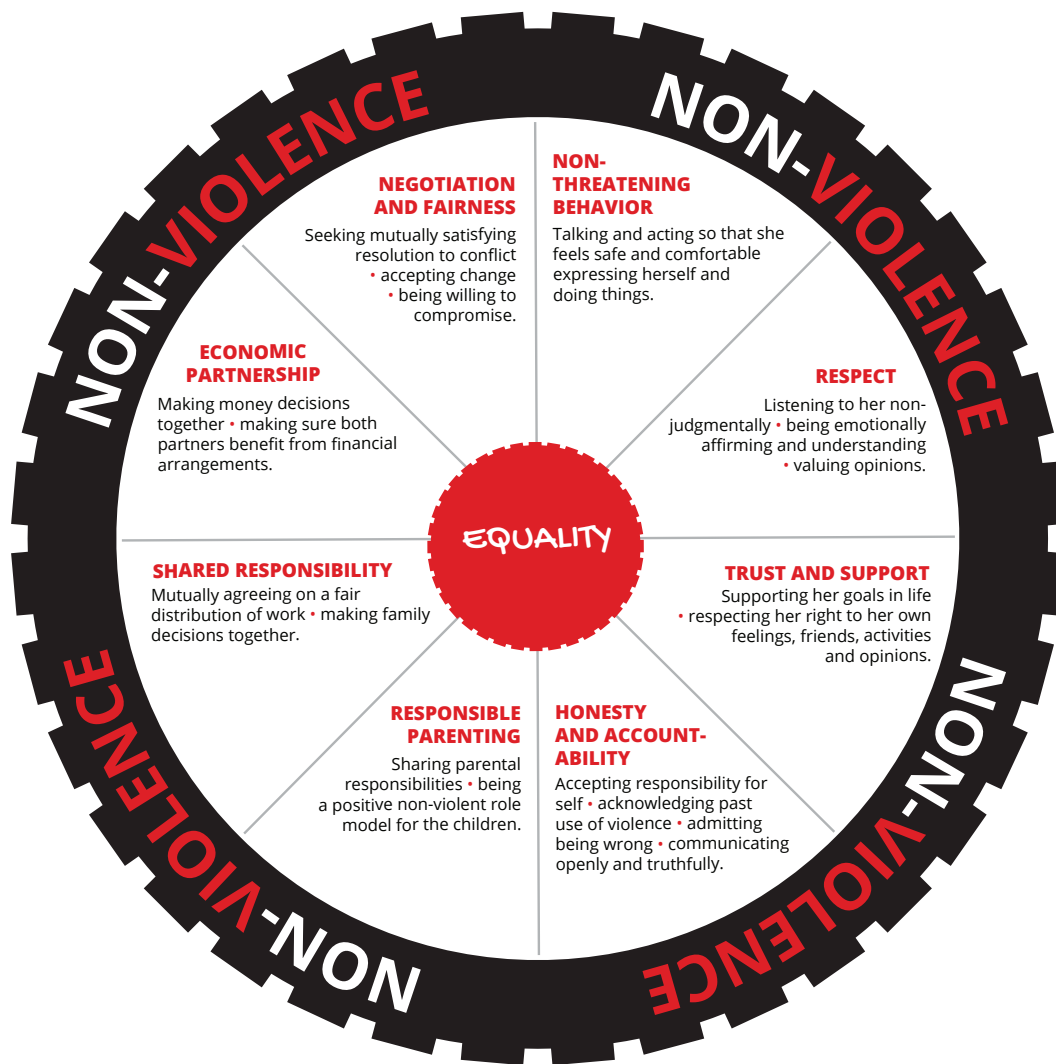 NON-VIOLENCE
NON-VIOLENCE
NEGOTIATION
AND FAIRNESS
Seeking mutually satisfying
resolution to conflict
• accepting change
• being willing to
compromise.
NON-
THREATENING
BEHAVIOR
Talking and acting so that she
feels safe and comfortable
expressing herself and
doing things.
ECONOMIC
PARTNERSHIP
Making money decisions
together • making sure both
partners benefit from financial
arrangements.
RESPECT
Listening to her non-
judgmentally • being emotionally
affirming and understanding
• valuing opinions.
EQUALITY
SHARED RESPONSIBILITY
Mutually agreeing on a fair
distribution of work • making family
decisions together.
TRUST AND SUPPORT
Supporting her goals in life
• respecting her right to her own
feelings, friends, activities
and opinions.
RESPONSIBLE
PARENTING
Sharing parental
responsibilities • being
a positive non-violent role
model for the children.
HONESTY
AND ACCOUNT-
ABILITY
Accepting responsibility for
self • acknowledging past
use of violence • admitting
being wrong • communicating
openly and truthfully.
NON-VIOLENCE
NON-VIOLENCE